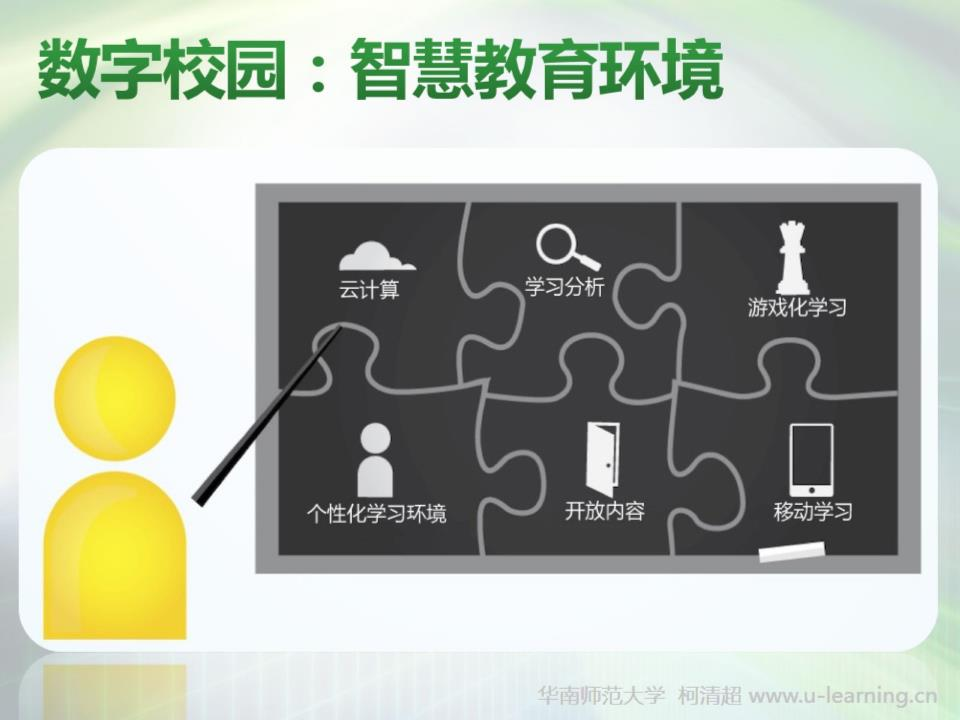 数字校园：智慧教育环境
云计算
学习分析
游戏化学习
个性化学习环境
开放内容
移动学习
华南师范大学 柯清超 www.u-learning.cn